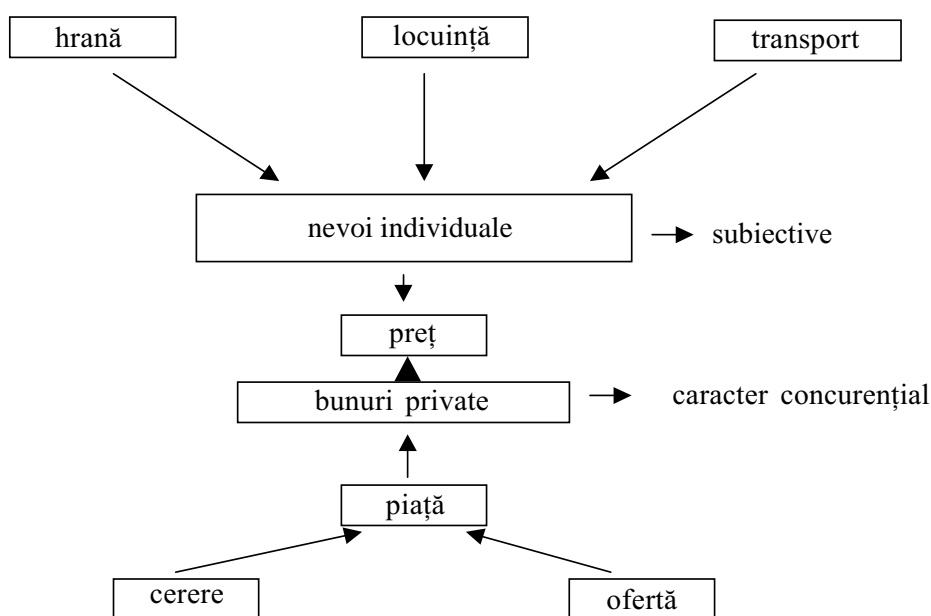 hrană
locuință
transport
nevoi individuale
subiective
preț
bunuri private
caracter concurențial
piață
cerere
ofertă